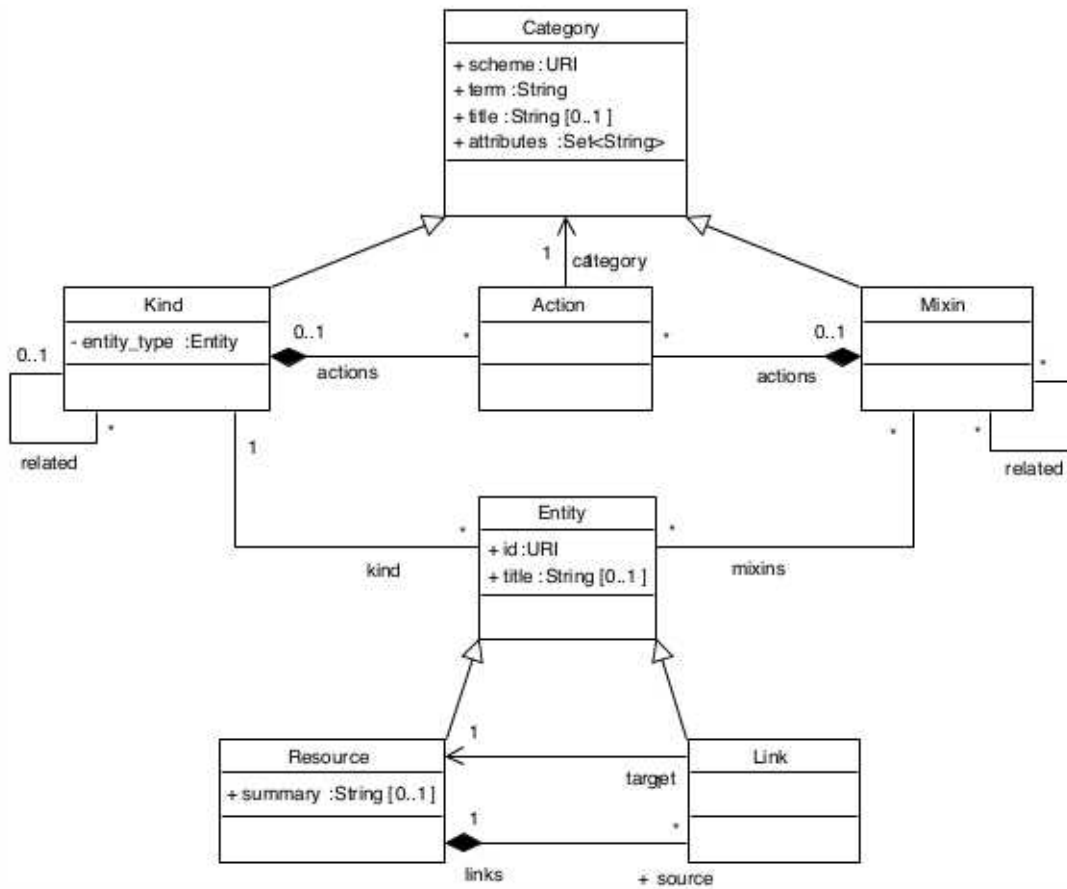 Category
+ scheme : URI
+ term : String
+ title : String [0..1 ]
+ attributes : Set<String>
1
1
category
Kind
- entity_type : Entity
Action
Mixin
0..1
0..1
*
*
0..1
*
actions
actions
*
related
1
*
*
related
Entity
+ id : URI
+ title : String [0..1 ]
*
*
kind
mixins
1
Resource
+ summary : String [0..1 ]
Link
target
1
1
*
links
+ source